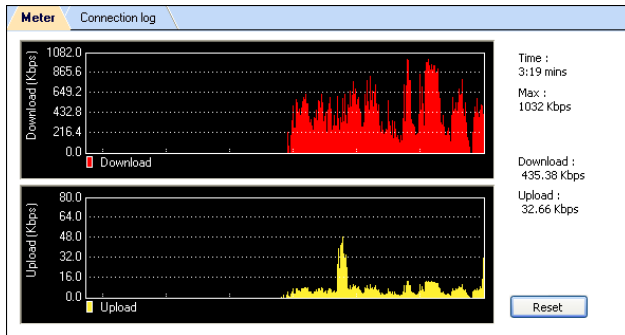 Meter
Connection log
Download (Kbps)
1082.0
865.6
649.2
432.8
216.4
0.0
Download
Time :
3:19 mins
Max :
1032 Kbps
Download :
435.38 Kbps
Upload :
32.66 Kbps
Upload (Kbps)
80.0
64.0
48.0
32.0
16.0
0.0
Upload
Reset